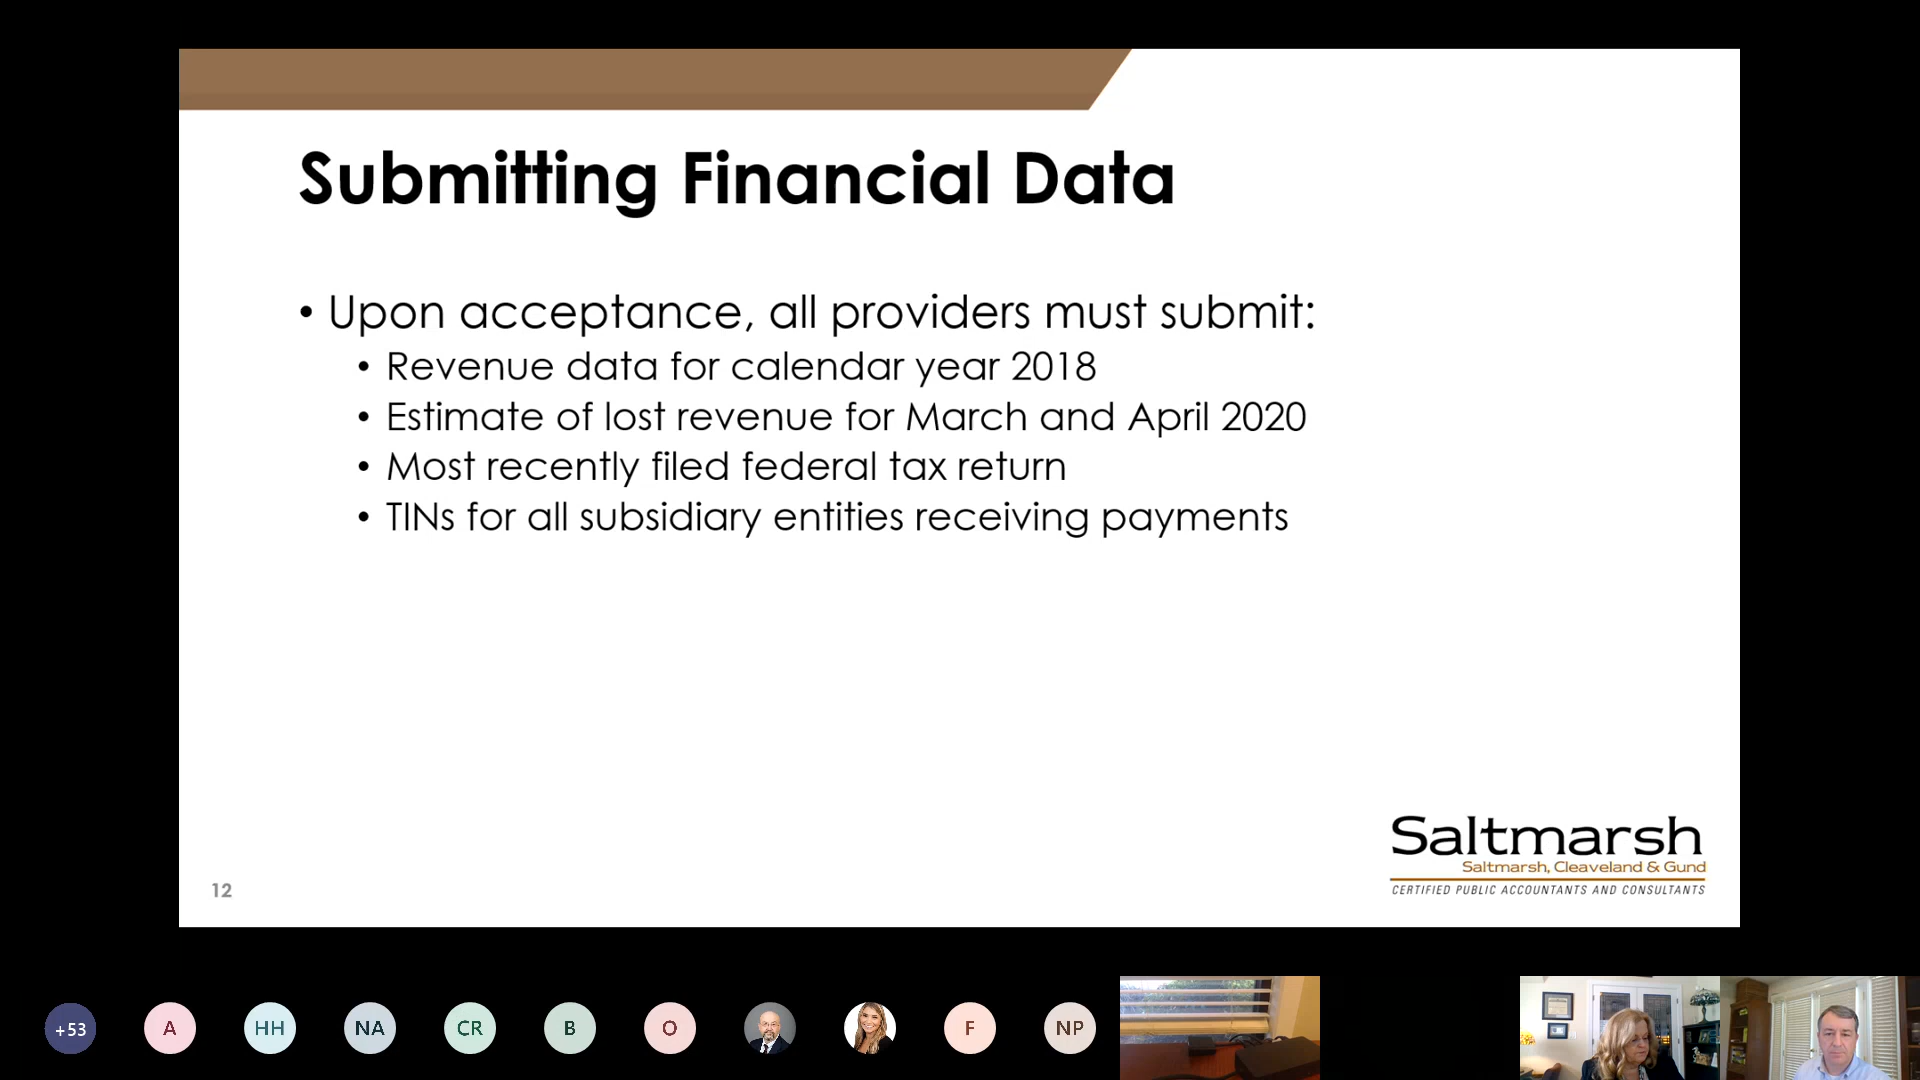 Submitting Financial Data
• Upon acceptance, all providers must submit:
• Revenue data for calendar year 2018
• Estimate of lost revenue for March and April 2020
• Most recently filed federal tax return
• TINs for all subsidiary entities receiving payments
Saltmarsh
Saltmarsh, Cleaveland & Gund
CERTIFIED PUBLIC ACCOUNTANTS AND CONSULTANTS
12
+53
A
HH
NA
CR
B
O
F
NP